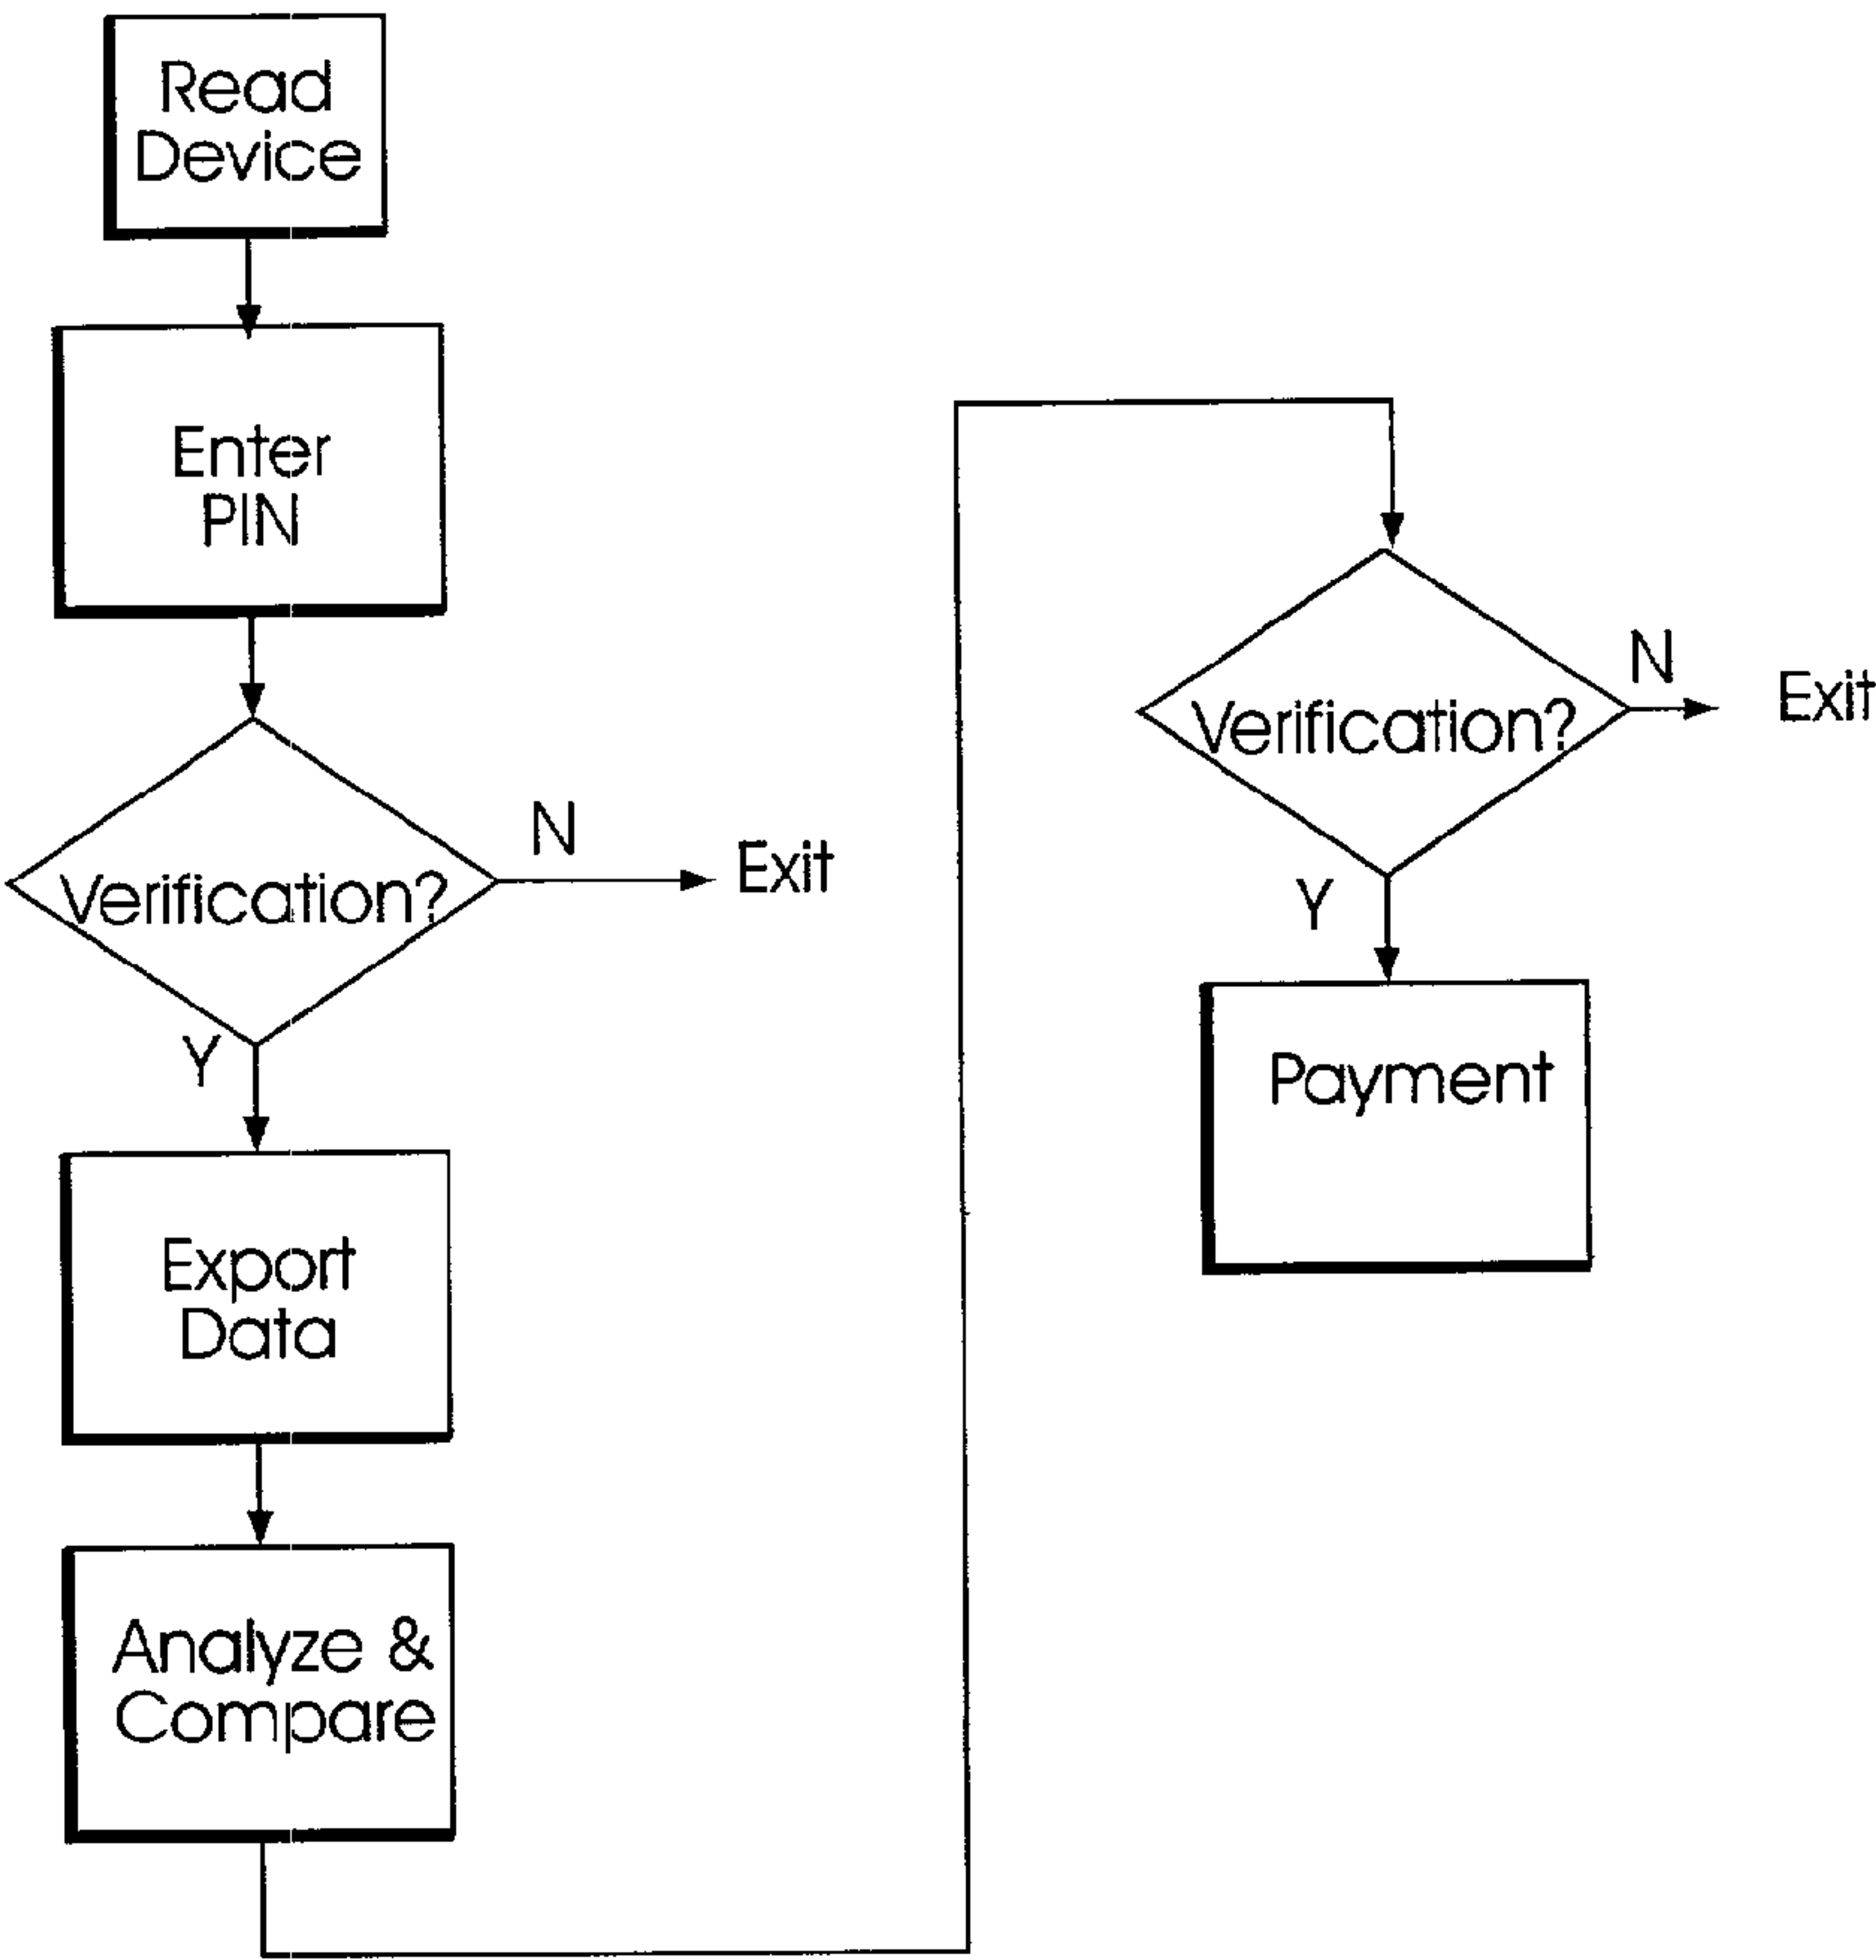 Read
Device
Enter
PIN
Verification?
N
Exit
Y
Export
Data
Analyze &
Compare
Verification?
N
Exit
Y
Payment